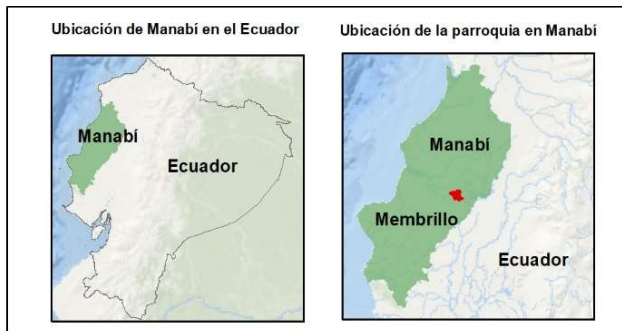 Ubicación de Manabí en el Ecuador
Manabí
Ecuador
Ubicación de la parroquia en Manabí
Manabí
Membrillo
Ecuador